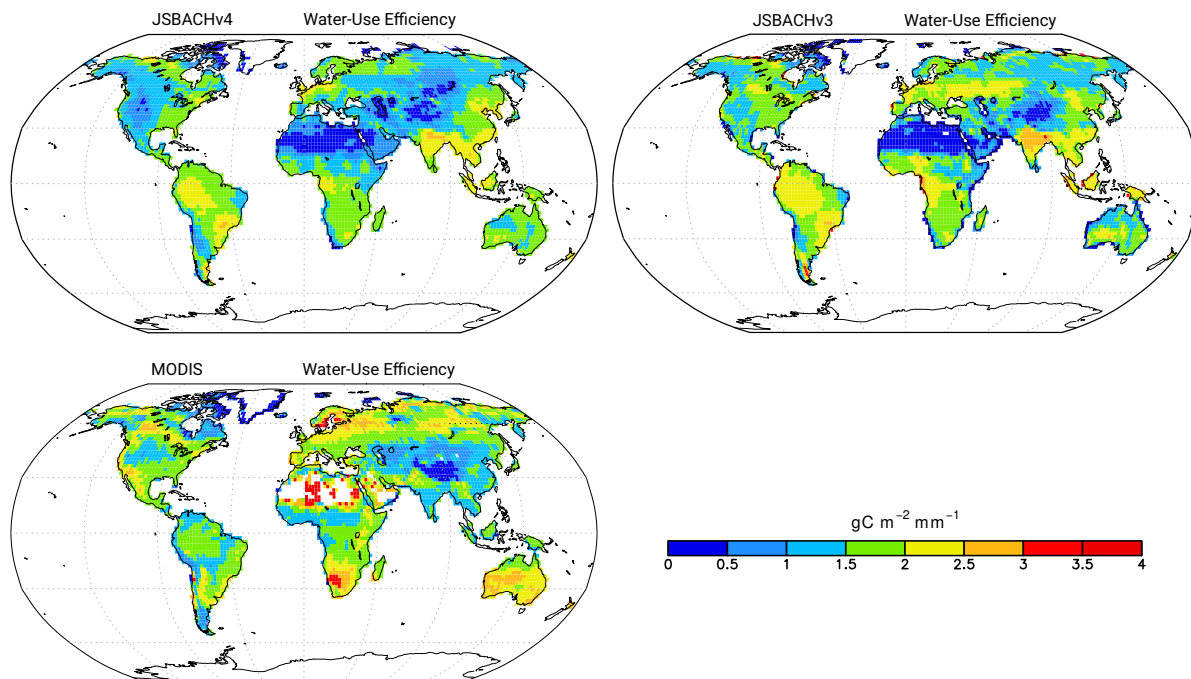 JSBACHv4 Water-Use Efficiency
JSBACHv3 Water-Use Efficiency
MODIS Water-Use Efficiency
gC m⁻² mm⁻¹
0 0.5 1 1.5 2 2.5 3 3.5 4